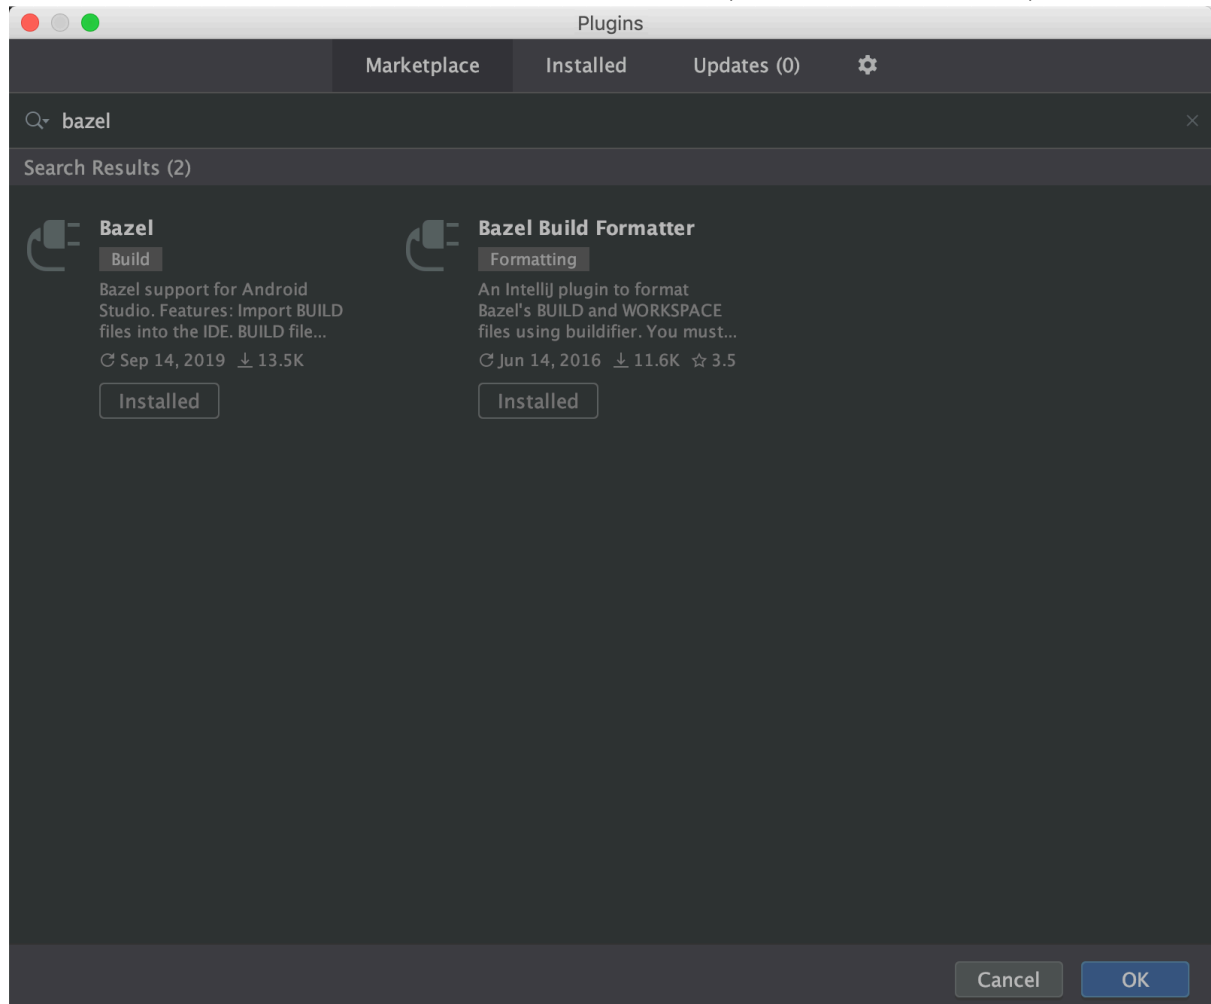 Plugins
Marketplace Installed Updates (0)
bazel
Search Results (2)
Bazel
Build
Bazel support for Android
Studio. Features: Import BUILD
files into the IDE. BUILD file...
Sep 14, 2019 13.5K
Installed
Bazel Build Formatter
Formatting
An IntelliJ plugin to format
Bazel's BUILD and WORKSPACE
files using buildifier. You must...
Jun 14, 2016 11.6K 3.5
Installed
Cancel OK